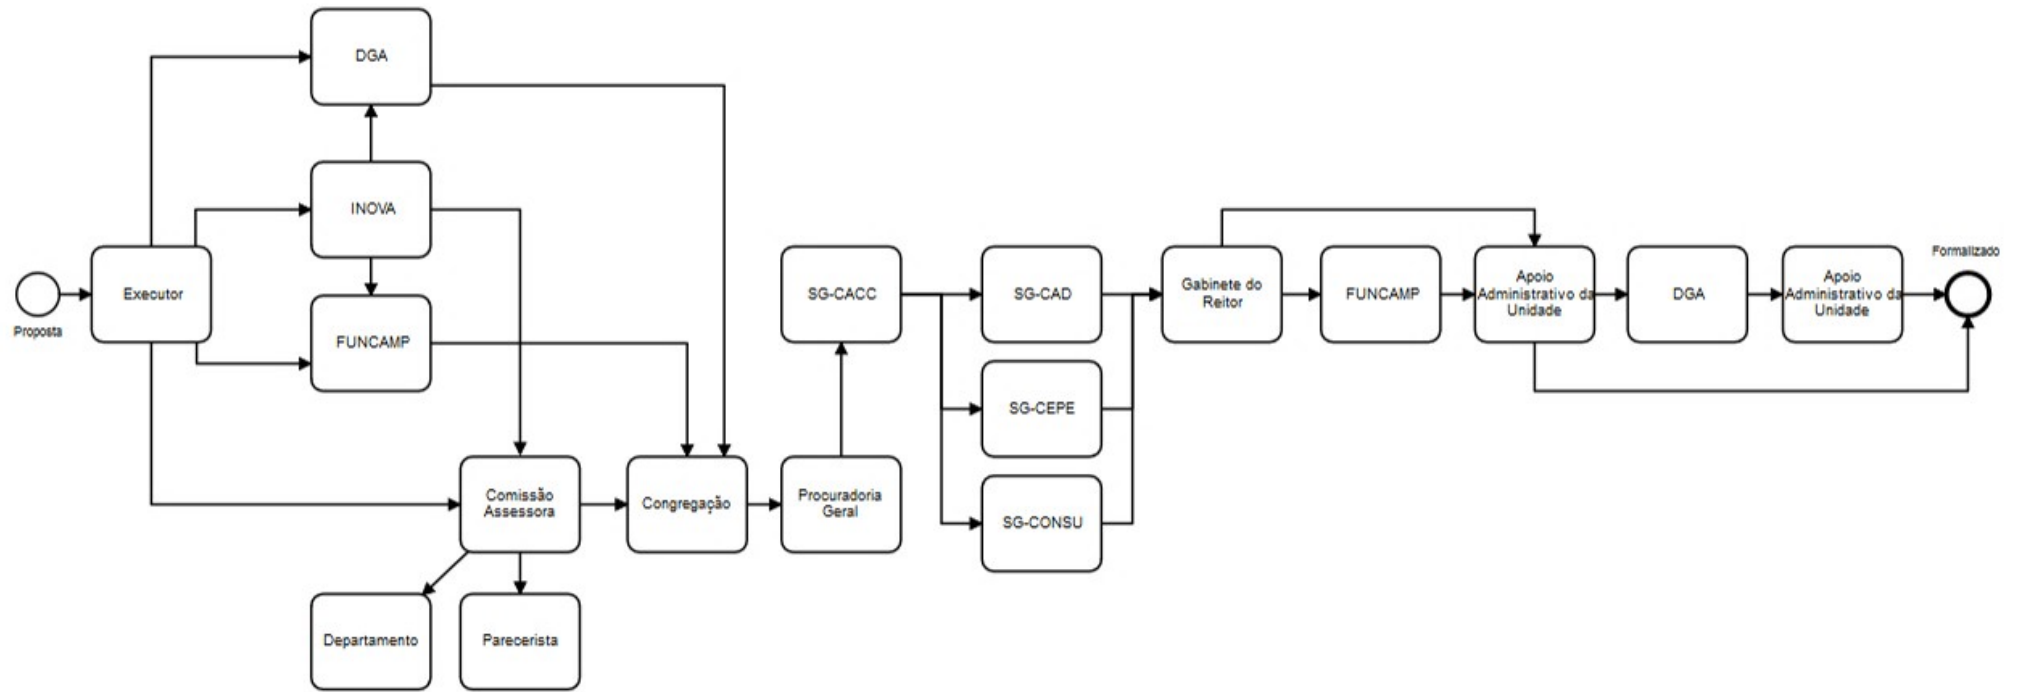 DGA
INOVA
Executor
Proposta
FUNCAMP
Comissão
Assessora
Congregação
Procuradoria
Geral
Departamento
Parecerista
SG-CACC
SG-CAD
SG-CEPE
SG-CONSU
Gabinete do
Reitor
FUNCAMP
Apoio
Administrativo da
Unidade
DGA
Apoio
Administrativo da
Unidade
Formalizado